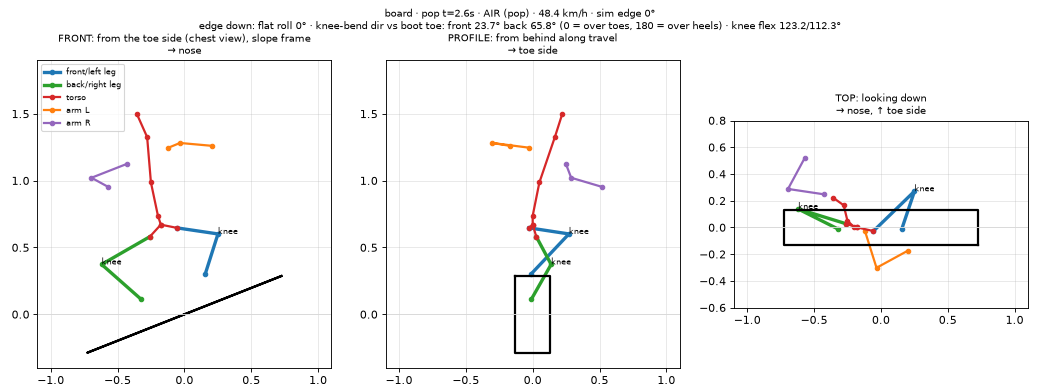 board · pop t=2.6s · AIR (pop) · 48.4 km/h · sim edge 0°
edge down: flat roll 0° · knee-bend dir vs boot toe: front 23.7° back 65.8° (0 = over toes, 180 = over heels) · knee flex 123.2/112.3°
FRONT: from the toe side (chest view), slope frame
→ nose
front/left leg
back/right leg
torso
arm L
arm R
knee
knee
1.5
1.0
0.5
0.0
−1.0
−0.5
0.0
0.5
1.0
PROFILE: from behind along travel
→ toe side
knee
knee
1.5
1.0
0.5
0.0
−1.0
−0.5
0.0
0.5
1.0
TOP: looking down
→ nose, ↑ toe side
knee
knee
0.8
0.6
0.4
0.2
0.0
−0.2
−0.4
−0.6
−1.0
−0.5
0.0
0.5
1.0